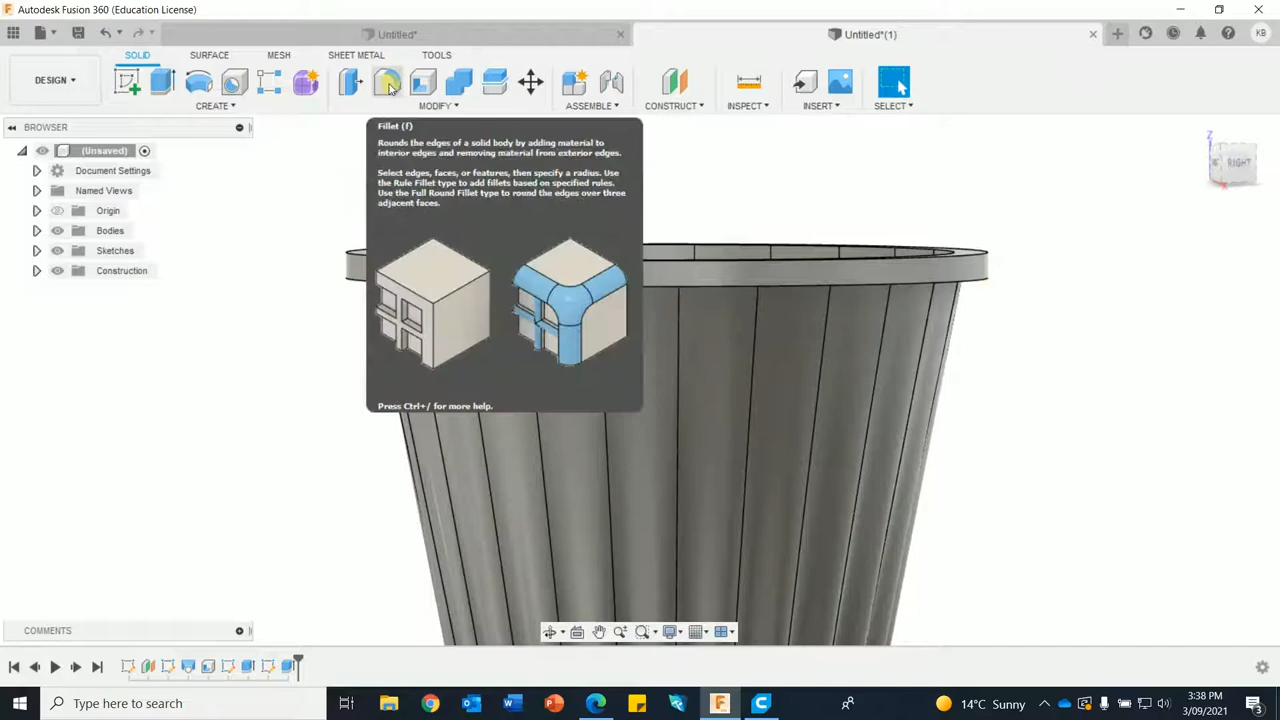 Autodesk Fusion 360 (Education License)
Untitled*
Untitled*(1)
KB
SOLID
SURFACE
MESH
SHEET METAL
TOOLS
DESIGN
CREATE
MODIFY
ASSEMBLE
CONSTRUCT
INSPECT
INSERT
SELECT
BROWSER
(Unsaved)
Document Settings
Named Views
Origin
Bodies
Sketches
Construction
Fillet (f)
Rounds the edges of a solid body by adding material to
interior edges and removing material from exterior edges.
Select edges, faces, or features, then specify a radius. Use
the Rule Fillet type to add fillets based on specified rules.
Use the Full Round Fillet type to round the edges over three
adjacent faces.
Press Ctrl+/ for more help.
Z
RIGHT
X
COMMENTS
Type here to search
14°C Sunny
3:38 PM
3/09/2021
3